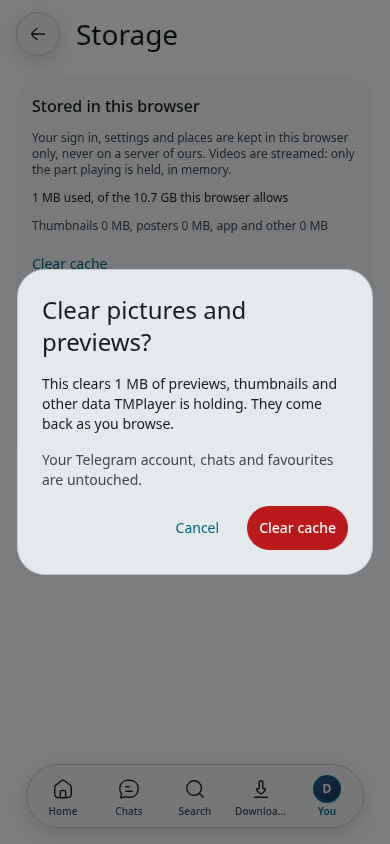 Storage
Stored in this browser
Your sign in, settings and places are kept in this browser
only, never on a server of ours. Videos are streamed: only
the part playing is held, in memory.
1 MB used, of the 10.7 GB this browser allows
Thumbnails 0 MB, posters 0 MB, app and other 0 MB
Clear cache
Clear pictures and
previews?
This clears 1 MB of previews, thumbnails and
other data TMPlayer is holding. They come
back as you browse.
Your Telegram account, chats and favourites
are untouched.
Cancel
Clear cache
D
Home
Chats
Search
Downloa...
You